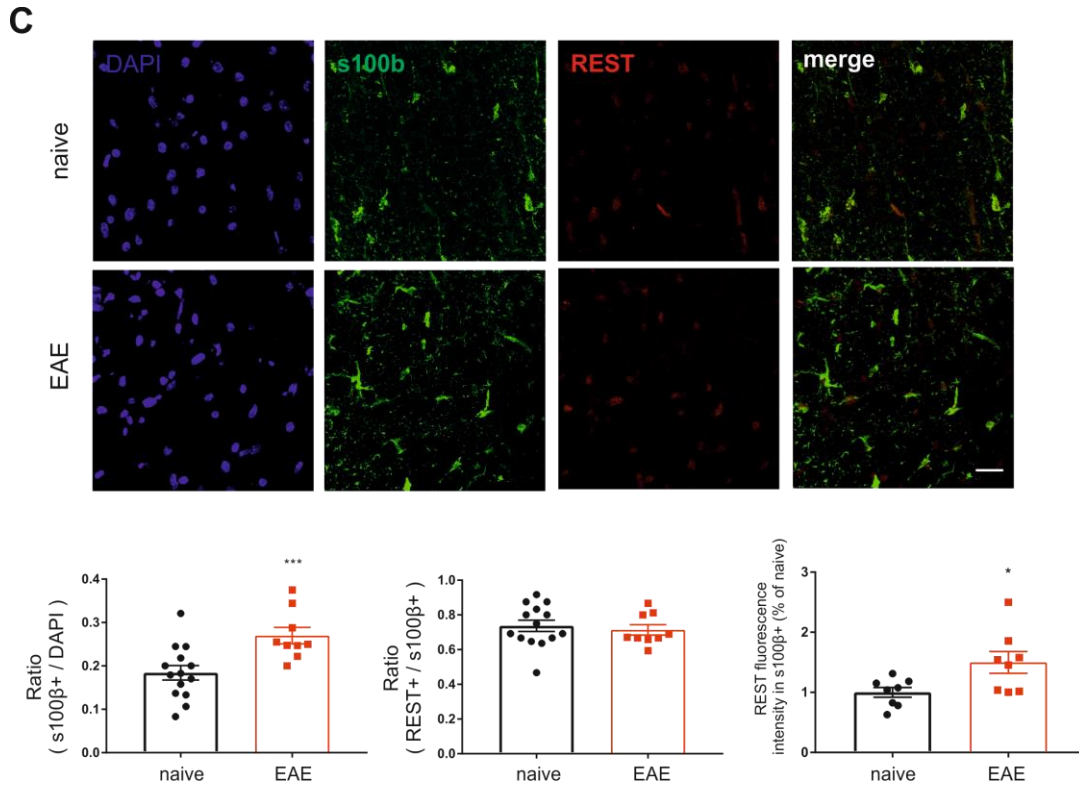 C
DAPI
s100b
REST
merge
naive
EAE
***
0.4
0.3
0.2
0.1
0.0
Ratio
( s100β+ / DAPI )
naive
EAE
1.0
0.8
0.6
0.4
0.2
0.0
Ratio
( REST+ / s100β+ )
naive
EAE
*
3
2
1
0
REST fluorescence
intensity in s100β+ (% of naive)
naive
EAE